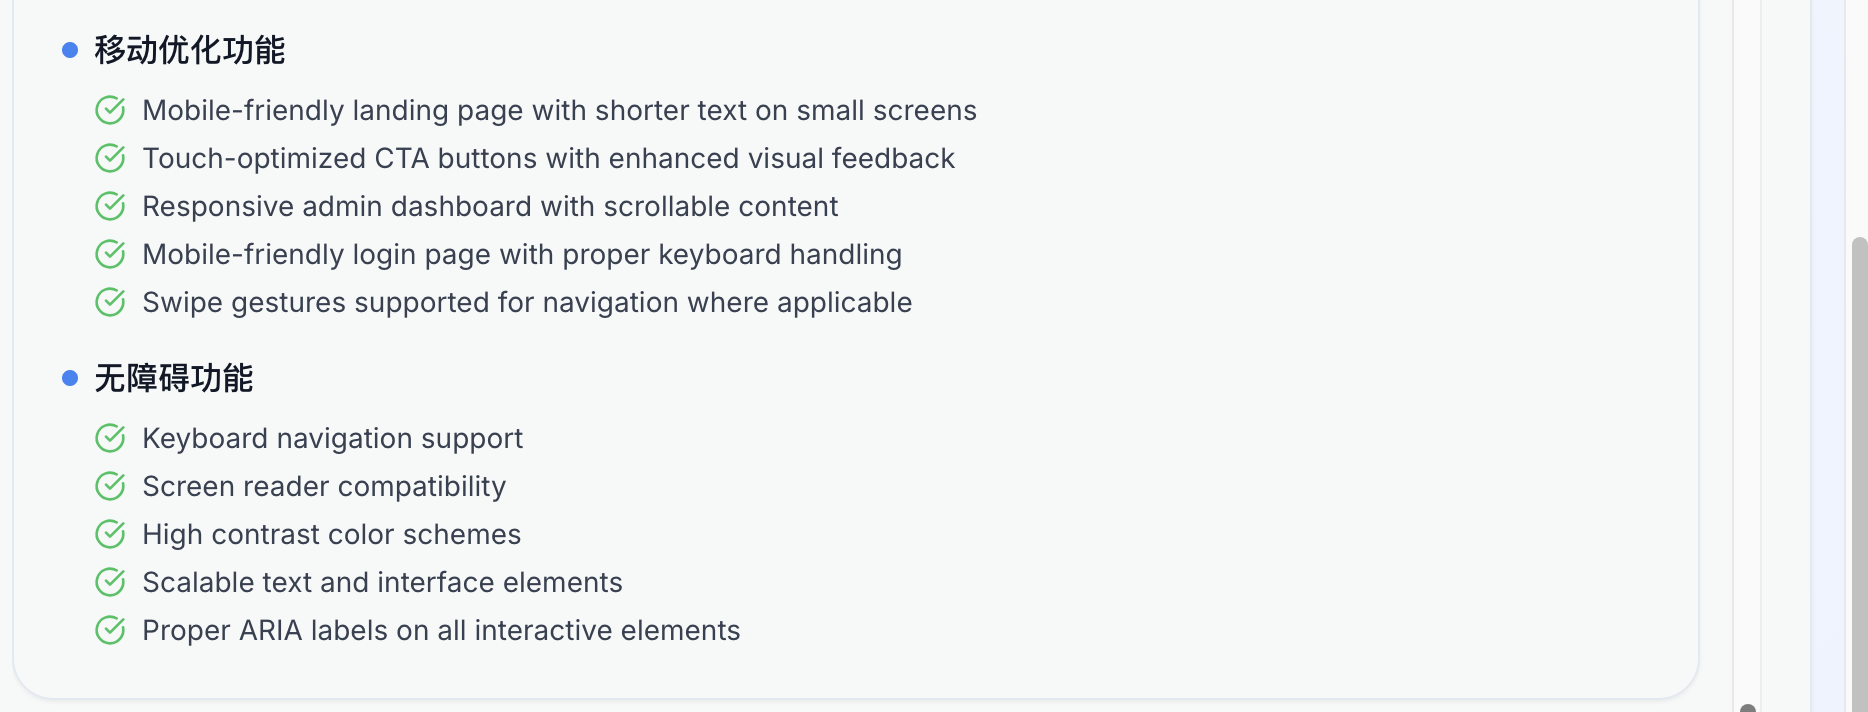 移动优化功能
Mobile-friendly landing page with shorter text on small screens
Touch-optimized CTA buttons with enhanced visual feedback
Responsive admin dashboard with scrollable content
Mobile-friendly login page with proper keyboard handling
Swipe gestures supported for navigation where applicable
无障碍功能
Keyboard navigation support
Screen reader compatibility
High contrast color schemes
Scalable text and interface elements
Proper ARIA labels on all interactive elements